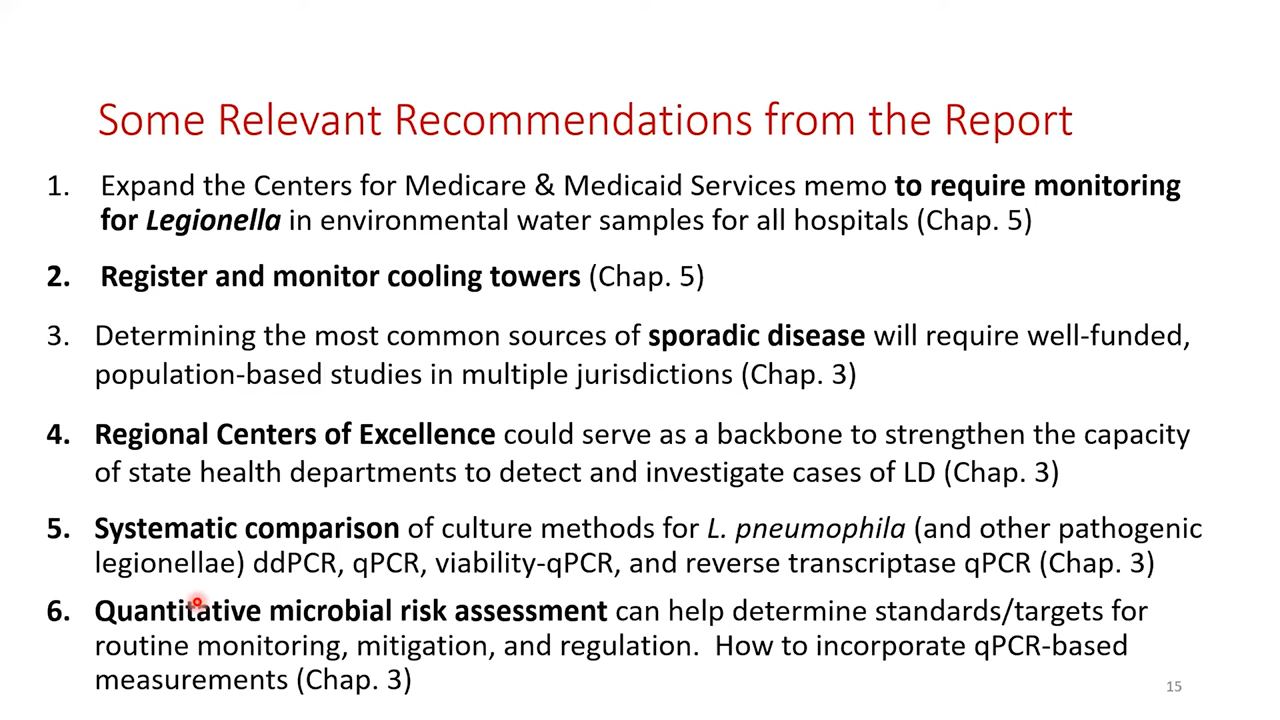 Some Relevant Recommendations from the Report
1. Expand the Centers for Medicare & Medicaid Services memo to require monitoring
for Legionella in environmental water samples for all hospitals (Chap. 5)
2. Register and monitor cooling towers (Chap. 5)
3. Determining the most common sources of sporadic disease will require well-funded,
population-based studies in multiple jurisdictions (Chap. 3)
4. Regional Centers of Excellence could serve as a backbone to strengthen the capacity
of state health departments to detect and investigate cases of LD (Chap. 3)
5. Systematic comparison of culture methods for L. pneumophila (and other pathogenic
legionellae) ddPCR, qPCR, viability-qPCR, and reverse transcriptase qPCR (Chap. 3)
6. Quantitative microbial risk assessment can help determine standards/targets for
routine monitoring, mitigation, and regulation. How to incorporate qPCR-based
measurements (Chap. 3)
15